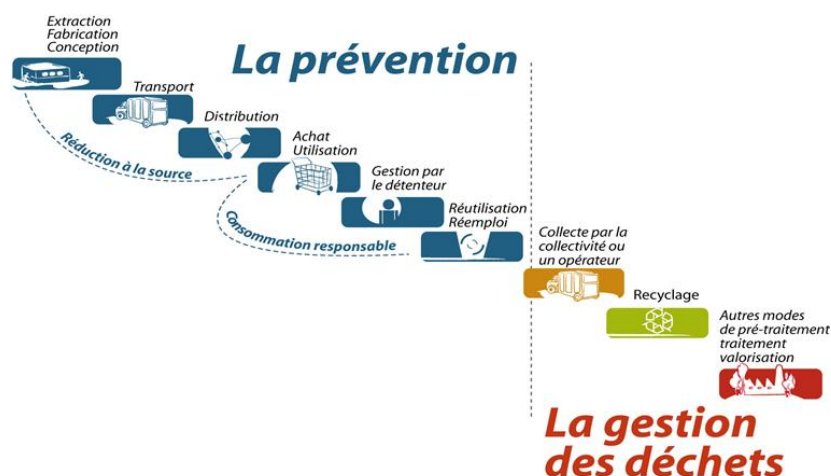 Extraction
Fabrication
Conception
La prévention
Transport
Distribution
Réduction à la source
Achat
Utilisation
Gestion par
le détenteur
Consommation responsable
Réutilisation
Réemploi
Collecte par la
collectivité ou
un opérateur
Recyclage
Autres modes
de pré-traitement
traitement
valorisation
La gestion
des déchets